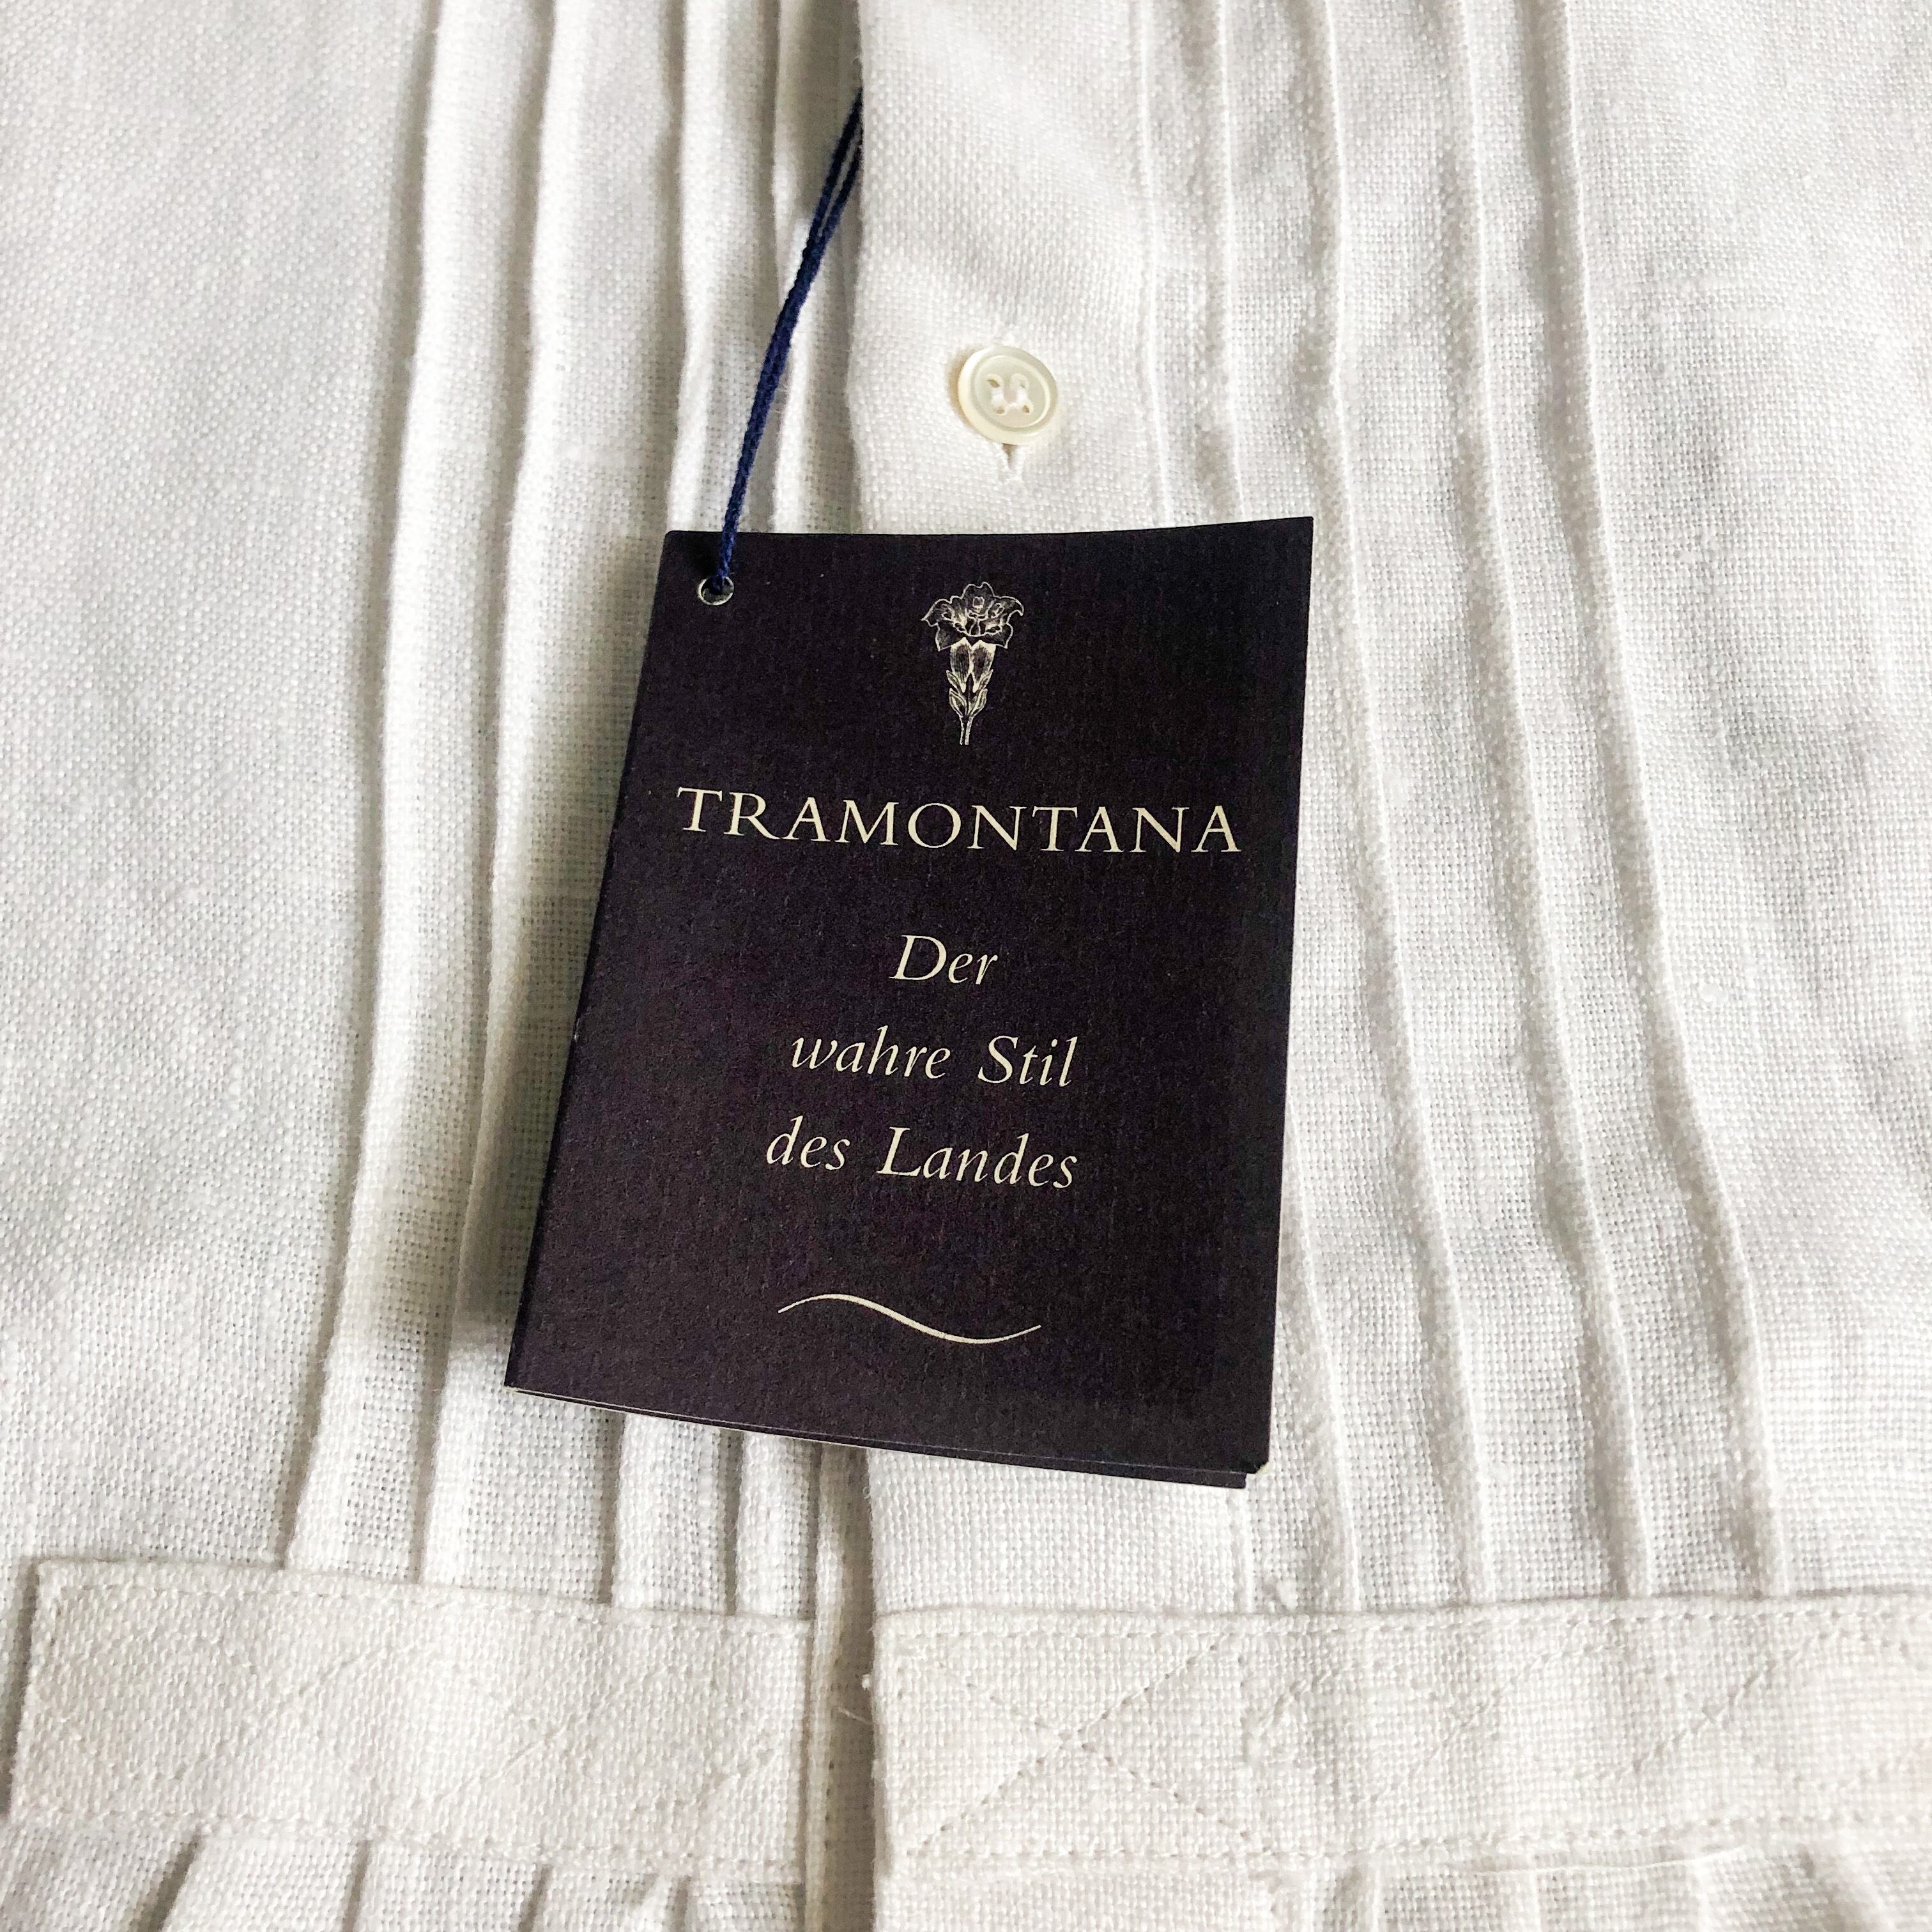 TRAMONTANA
Der
wahre Stil
des Landes